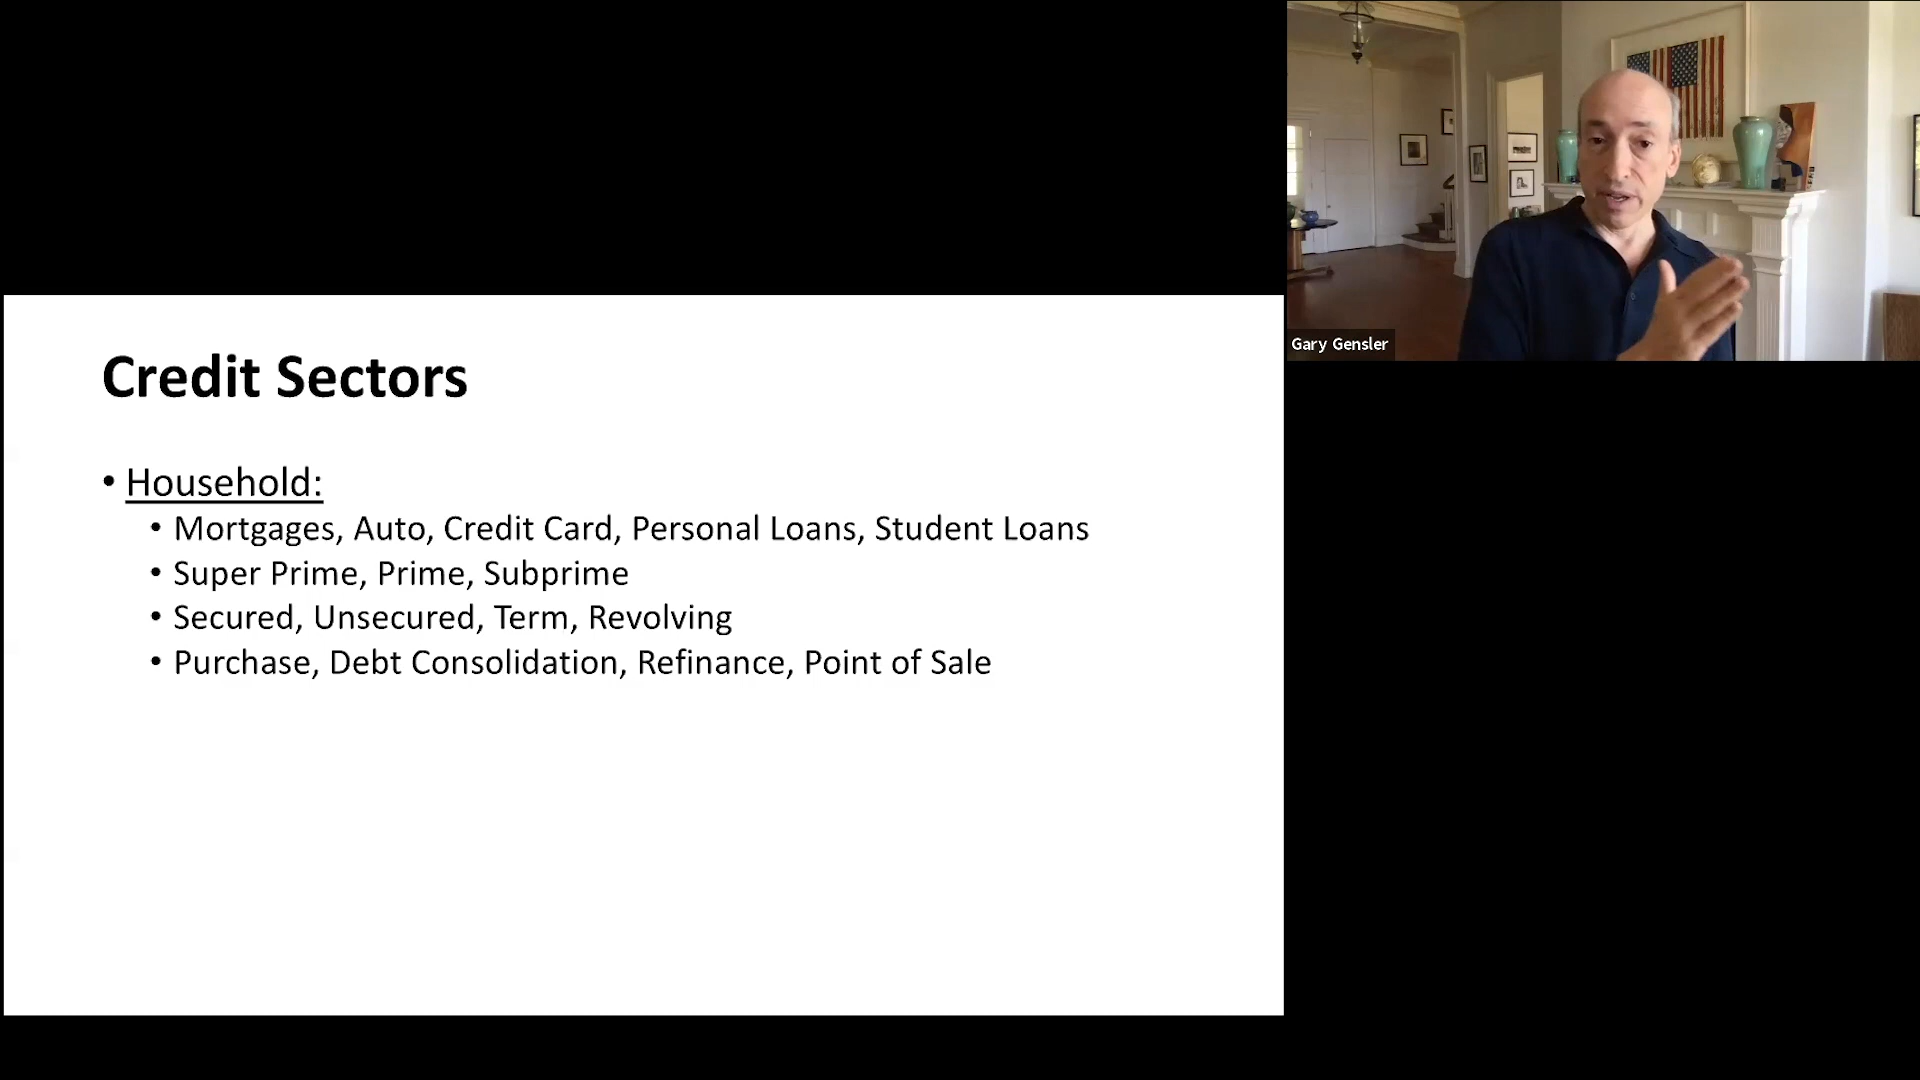 Gary Gensler
Credit Sectors
• Household:
• Mortgages, Auto, Credit Card, Personal Loans, Student Loans
• Super Prime, Prime, Subprime
• Secured, Unsecured, Term, Revolving
• Purchase, Debt Consolidation, Refinance, Point of Sale